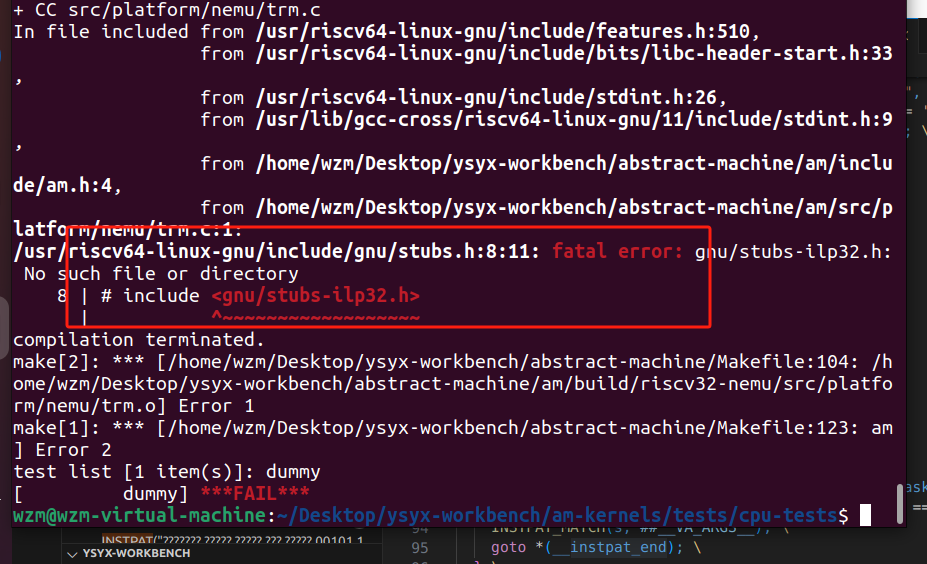 + CC src/platform/nemu/trm.c
In file included from /usr/riscv64-linux-gnu/include/features.h:510,
from /usr/riscv64-linux-gnu/include/bits/libc-header-start.h:33
,
from /usr/riscv64-linux-gnu/include/stdint.h:26,
from /usr/lib/gcc-cross/riscv64-linux-gnu/11/include/stdint.h:9
,
from /home/wzm/Desktop/ysyx-workbench/abstract-machine/am/inclu
de/am.h:4,
from /home/wzm/Desktop/ysyx-workbench/abstract-machine/am/src/p
latform/nemu/trm.c:1:
/usr/riscv64-linux-gnu/include/gnu/stubs.h:8:11: fatal error: gnu/stubs-ilp32.h:
No such file or directory
8 | # include <gnu/stubs-ilp32.h>
| ^~~~~~~~~~~~~~~~~~~
compilation terminated.
make[2]: *** [/home/wzm/Desktop/ysyx-workbench/abstract-machine/Makefile:104: /h
ome/wzm/Desktop/ysyx-workbench/abstract-machine/am/build/riscv32-nemu/src/platfo
rm/nemu/trm.o] Error 1
make[1]: *** [/home/wzm/Desktop/ysyx-workbench/abstract-machine/Makefile:123: am
] Error 2
test list [1 item(s)]: dummy
[ dummy] ***FAIL***
wzm@wzm-virtual-machine:~/Desktop/ysyx-workbench/am-kernels/tests/cpu-tests$
YSYX-WORKBENCH
95 goto *(__instpat_end); \